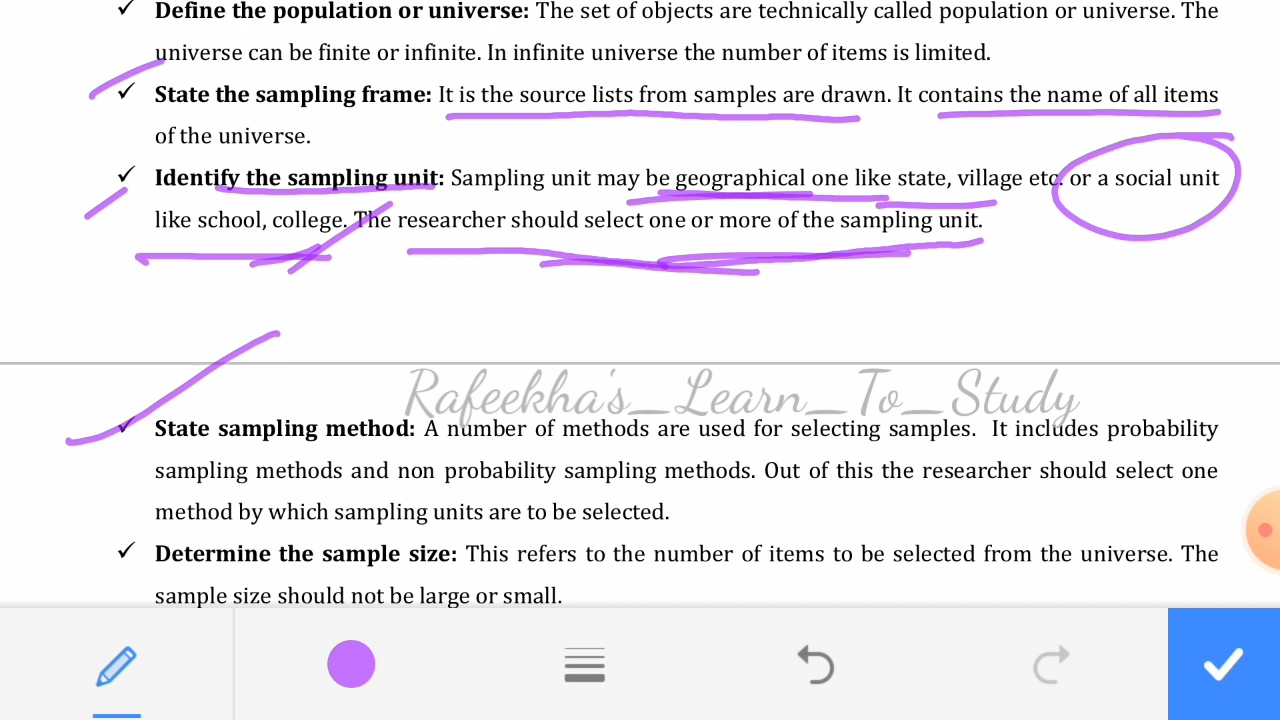 ✓ Define the population or universe: The set of objects are technically called population or universe. The
universe can be finite or infinite. In infinite universe the number of items is limited.
✓ State the sampling frame: It is the source lists from samples are drawn. It contains the name of all items
of the universe.
✓ Identify the sampling unit: Sampling unit may be geographical one like state, village etc. or a social unit
like school, college. The researcher should select one or more of the sampling unit.
Rafeekha's_Learn_To_Study
✓ State sampling method: A number of methods are used for selecting samples. It includes probability
sampling methods and non probability sampling methods. Out of this the researcher should select one
method by which sampling units are to be selected.
✓ Determine the sample size: This refers to the number of items to be selected from the universe. The
sample size should not be large or small.